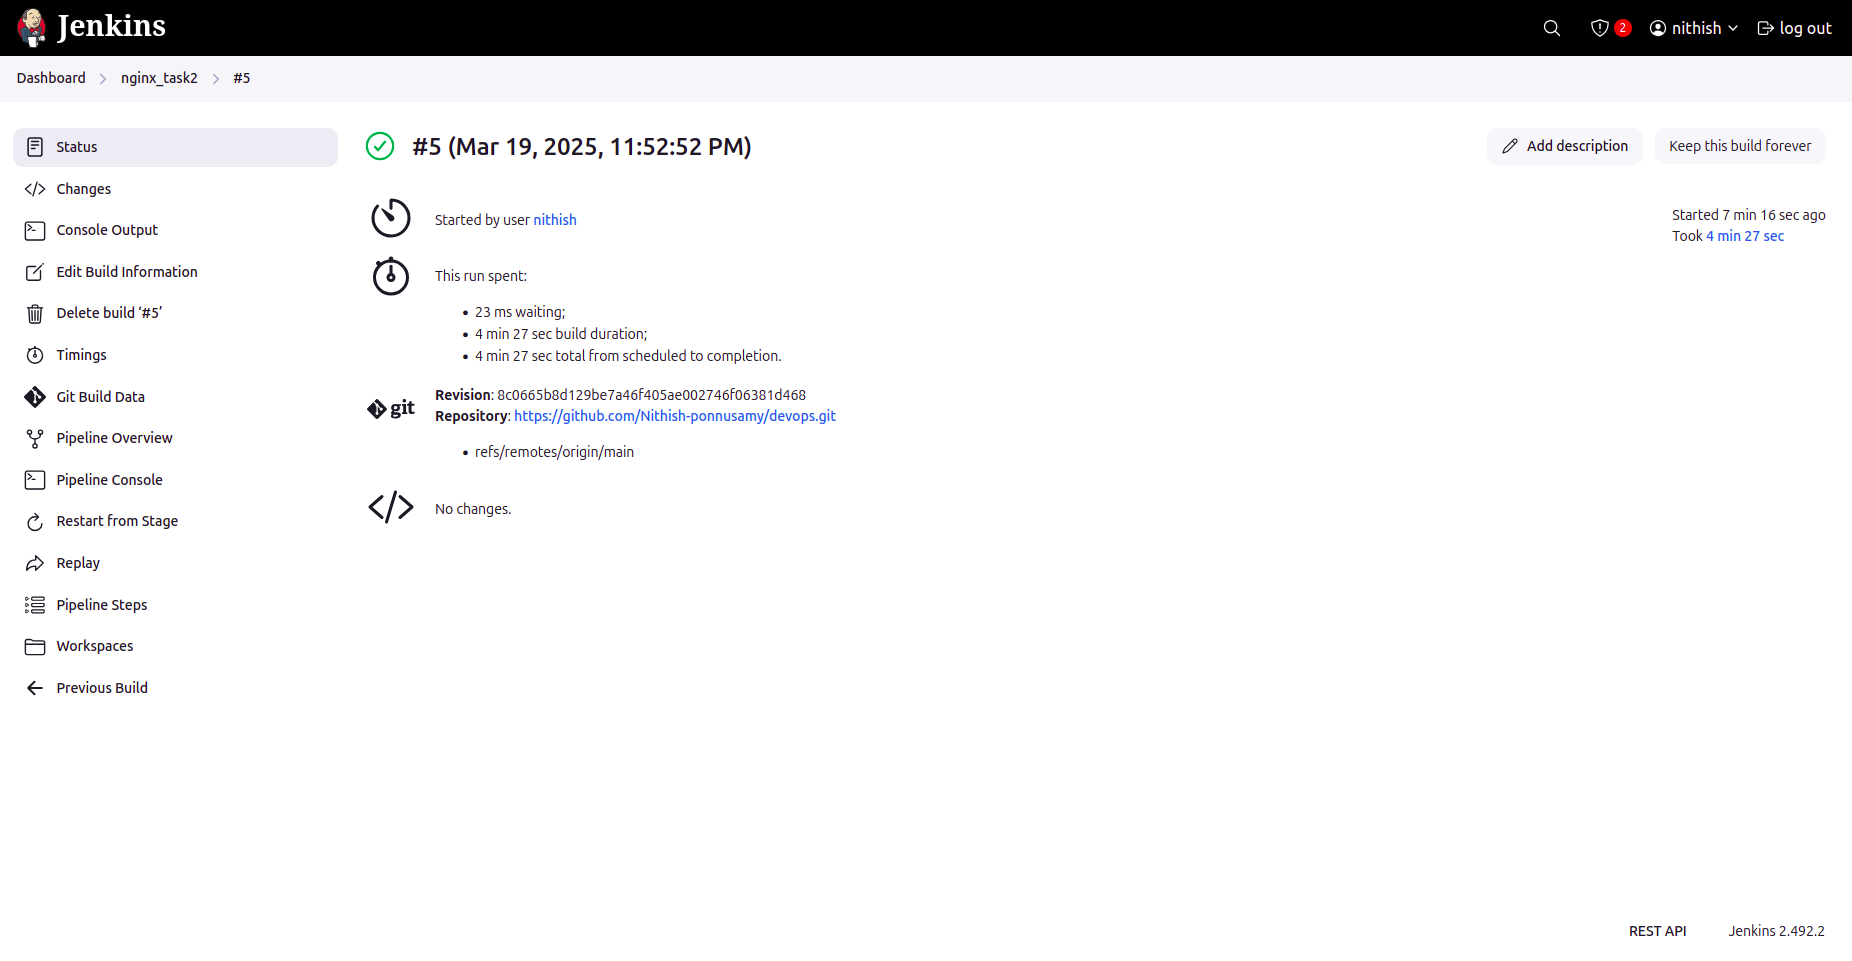 Jenkins
2
nithish
log out
Dashboard
nginx_task2
#5
Status
Changes
Console Output
Edit Build Information
Delete build ‘#5’
Timings
Git Build Data
Pipeline Overview
Pipeline Console
Restart from Stage
Replay
Pipeline Steps
Workspaces
Previous Build
#5 (Mar 19, 2025, 11:52:52 PM)
Add description
Keep this build forever
Started by user nithish
Started 7 min 16 sec ago
Took 4 min 27 sec
This run spent:
23 ms waiting;
4 min 27 sec build duration;
4 min 27 sec total from scheduled to completion.
git
Revision: 8c0665b8d129be7a46f405ae002746f06381d468
Repository: https://github.com/Nithish-ponnusamy/devops.git
refs/remotes/origin/main
No changes.
REST API
Jenkins 2.492.2